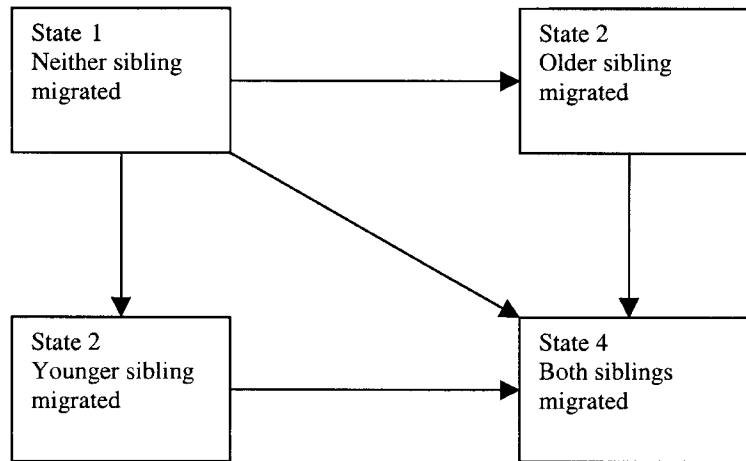 State 1
Neither sibling
migrated
State 2
Older sibling
migrated
State 2
Younger sibling
migrated
State 4
Both siblings
migrated